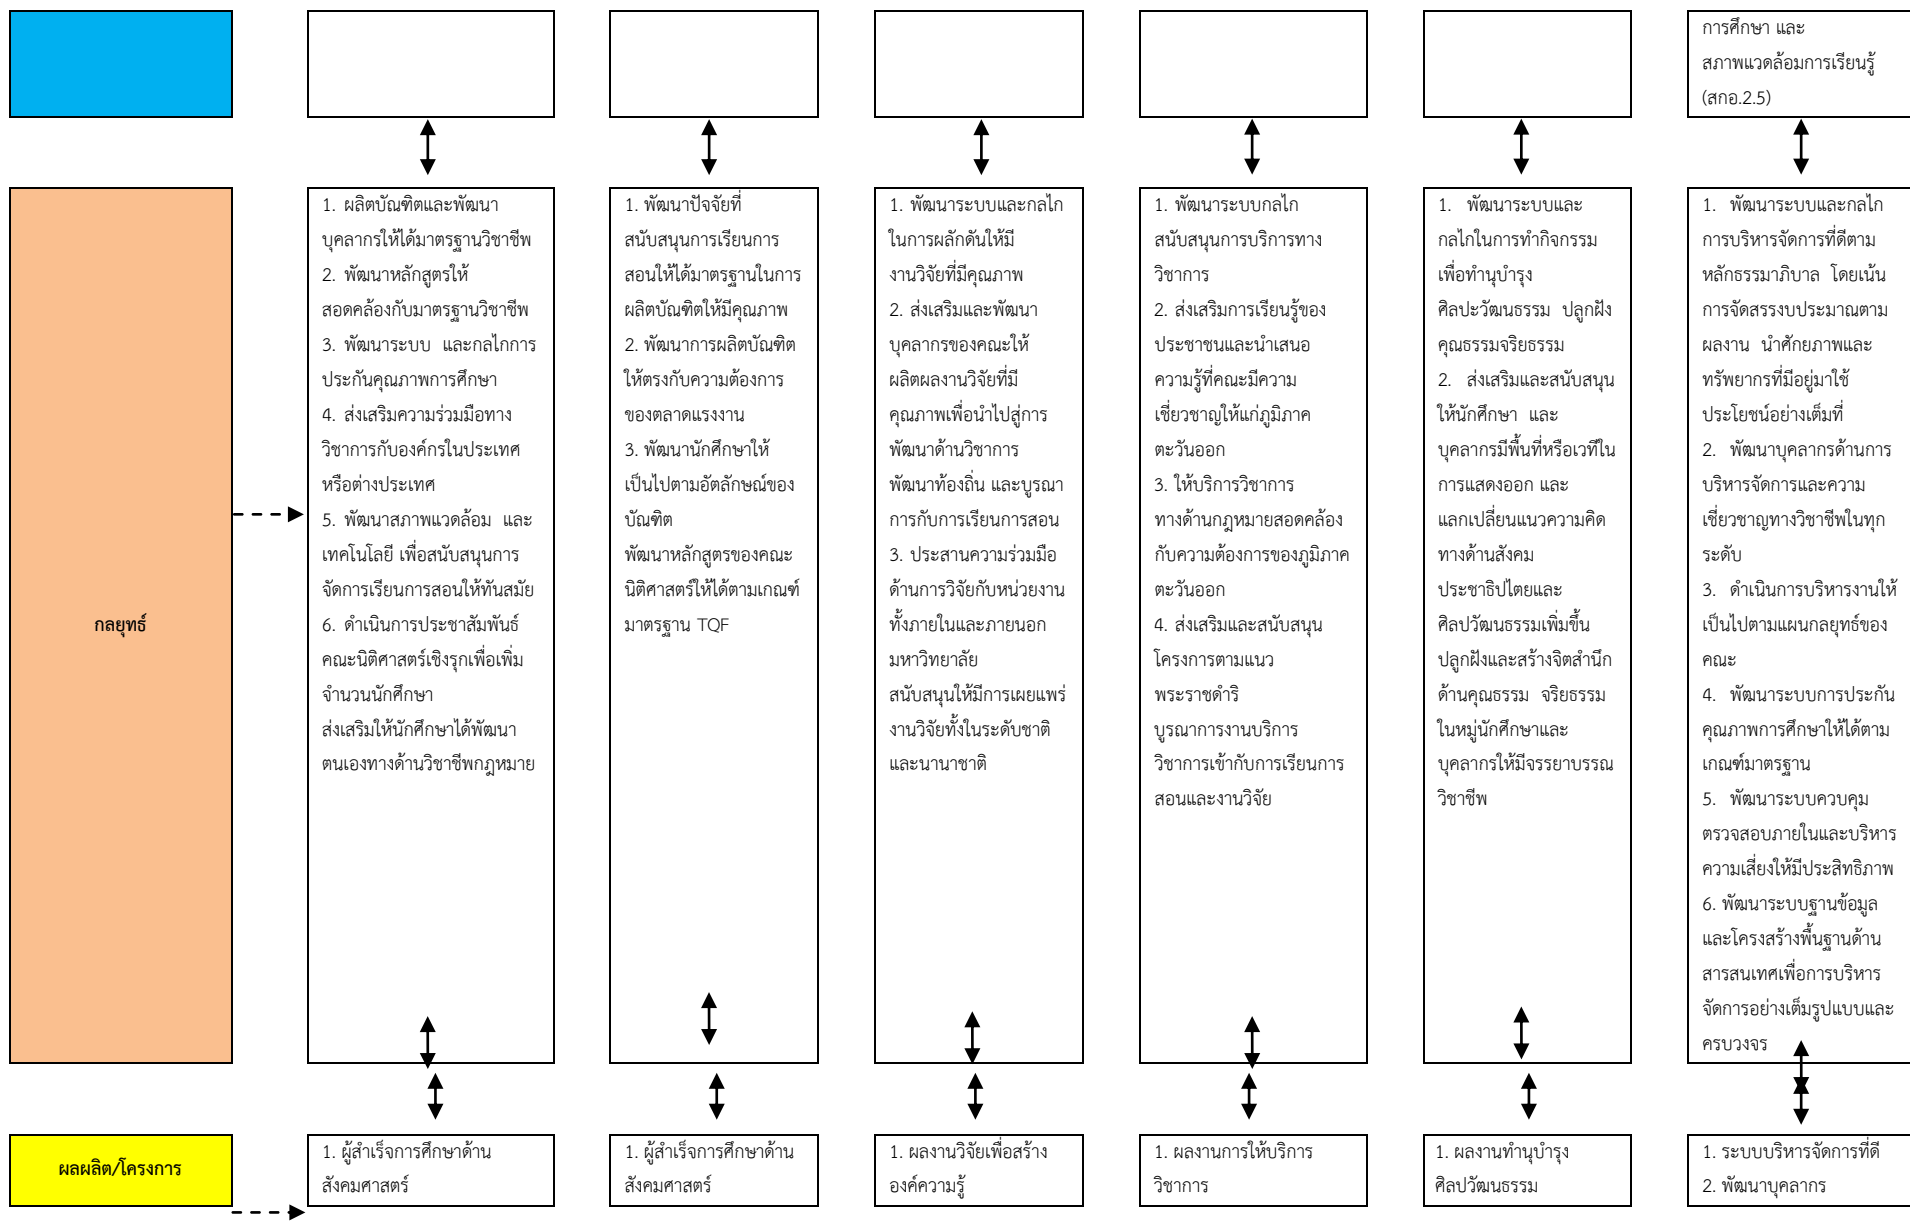 การศึกษา และ
สภาพแวดล้อมการเรียนรู้
(สกอ.2.5)
กลยุทธ์
1. ผลิตบัณฑิตและพัฒนา
บุคลากรให้ได้มาตรฐานวิชาชีพ
2. พัฒนาหลักสูตรให้
สอดคล้องกับมาตรฐานวิชาชีพ
3. พัฒนาระบบ และกลไกการ
ประกันคุณภาพการศึกษา
4. ส่งเสริมความร่วมมือทาง
วิชาการกับองค์กรในประเทศ
หรือต่างประเทศ
5. พัฒนาสภาพแวดล้อม และ
เทคโนโลยี เพื่อสนับสนุนการ
จัดการเรียนการสอนให้ทันสมัย
6. ดำเนินการประชาสัมพันธ์
คณะนิติศาสตร์เชิงรุกเพื่อเพิ่ม
จำนวนนักศึกษา
ส่งเสริมให้นักศึกษาได้พัฒนา
ตนเองทางด้านวิชาชีพกฎหมาย
1. พัฒนาปัจจัยที่
สนับสนุนการเรียนการ
สอนให้ได้มาตรฐานในการ
ผลิตบัณฑิตให้มีคุณภาพ
2. พัฒนาการผลิตบัณฑิต
ให้ตรงกับความต้องการ
ของตลาดแรงงาน
3. พัฒนานักศึกษาให้
เป็นไปตามอัตลักษณ์ของ
บัณฑิต
พัฒนาหลักสูตรของคณะ
นิติศาสตร์ให้ได้ตามเกณฑ์
มาตรฐาน TQF
1. พัฒนาระบบและกลไก
ในการผลักดันให้มี
งานวิจัยที่มีคุณภาพ
2. ส่งเสริมและพัฒนา
บุคลากรของคณะให้
ผลิตผลงานวิจัยที่มี
คุณภาพเพื่อนำไปสู่การ
พัฒนาด้านวิชาการ
พัฒนาท้องถิ่น และบูรณา
การกับการเรียนการสอน
3. ประสานความร่วมมือ
ด้านการวิจัยกับหน่วยงาน
ทั้งภายในและภายนอก
มหาวิทยาลัย
สนับสนุนให้มีการเผยแพร่
งานวิจัยทั้งในระดับชาติ
และนานาชาติ
1. พัฒนาระบบกลไก
สนับสนุนการบริการทาง
วิชาการ
2. ส่งเสริมการเรียนรู้ของ
ประชาชนและนำเสนอ
ความรู้ที่คณะมีความ
เชี่ยวชาญให้แก่ภูมิภาค
ตะวันออก
3. ให้บริการวิชาการ
ทางด้านกฎหมายสอดคล้อง
กับความต้องการของภูมิภาค
ตะวันออก
4. ส่งเสริมและสนับสนุน
โครงการตามแนว
พระราชดำริ
บูรณาการงานบริการ
วิชาการเข้ากับการเรียนการ
สอนและงานวิจัย
1. พัฒนาระบบและ
กลไกในการทำกิจกรรม
เพื่อทำนุบำรุง
ศิลปะวัฒนธรรม ปลูกฝัง
คุณธรรมจริยธรรม
2. ส่งเสริมและสนับสนุน
ให้นักศึกษา และ
บุคลากรมีพื้นที่หรือเวทีใน
การแสดงออก และ
แลกเปลี่ยนแนวความคิด
ทางด้านสังคม
ประชาธิปไตยและ
ศิลปวัฒนธรรมเพิ่มขึ้น
ปลูกฝังและสร้างจิตสำนึก
ด้านคุณธรรม จริยธรรม
ในหมู่นักศึกษาและ
บุคลากรให้มีจรรยาบรรณ
วิชาชีพ
1. พัฒนาระบบและกลไก
การบริหารจัดการที่ดีตาม
หลักธรรมาภิบาล โดยเน้น
การจัดสรรงบประมาณตาม
ผลงาน นำศักยภาพและ
ทรัพยากรที่มีอยู่มาใช้
ประโยชน์อย่างเต็มที่
2. พัฒนาบุคลากรด้านการ
บริหารจัดการและความ
เชี่ยวชาญทางวิชาชีพในทุก
ระดับ
3. ดำเนินการบริหารงานให้
เป็นไปตามแผนกลยุทธ์ของ
คณะ
4. พัฒนาระบบการประกัน
คุณภาพการศึกษาให้ได้ตาม
เกณฑ์มาตรฐาน
5. พัฒนาระบบควบคุม
ตรวจสอบภายในและบริหาร
ความเสี่ยงให้มีประสิทธิภาพ
6. พัฒนาระบบฐานข้อมูล
และโครงสร้างพื้นฐานด้าน
สารสนเทศเพื่อการบริหาร
จัดการอย่างเต็มรูปแบบและ
ครบวงจร
ผลผลิต/โครงการ
1. ผู้สำเร็จการศึกษาด้าน
สังคมศาสตร์
1. ผู้สำเร็จการศึกษาด้าน
สังคมศาสตร์
1. ผลงานวิจัยเพื่อสร้าง
องค์ความรู้
1. ผลงานการให้บริการ
วิชาการ
1. ผลงานทำนุบำรุง
ศิลปวัฒนธรรม
1. ระบบบริหารจัดการที่ดี
2. พัฒนาบุคลากร